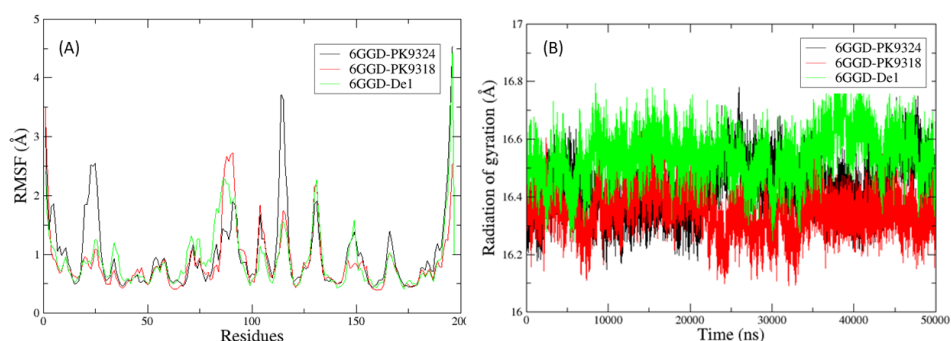 (A)
6GGD-PK9324
6GGD-PK9318
6GGD-De1
RMSF (Å)
5
4
3
2
1
0
0 50 100 150 200
Residues
(B)
6GGD-PK9324
6GGD-PK9318
6GGD-De1
Radiation of gyration (Å)
17
16.8
16.6
16.4
16.2
16
0 10000 20000 30000 40000 50000
Time (ns)